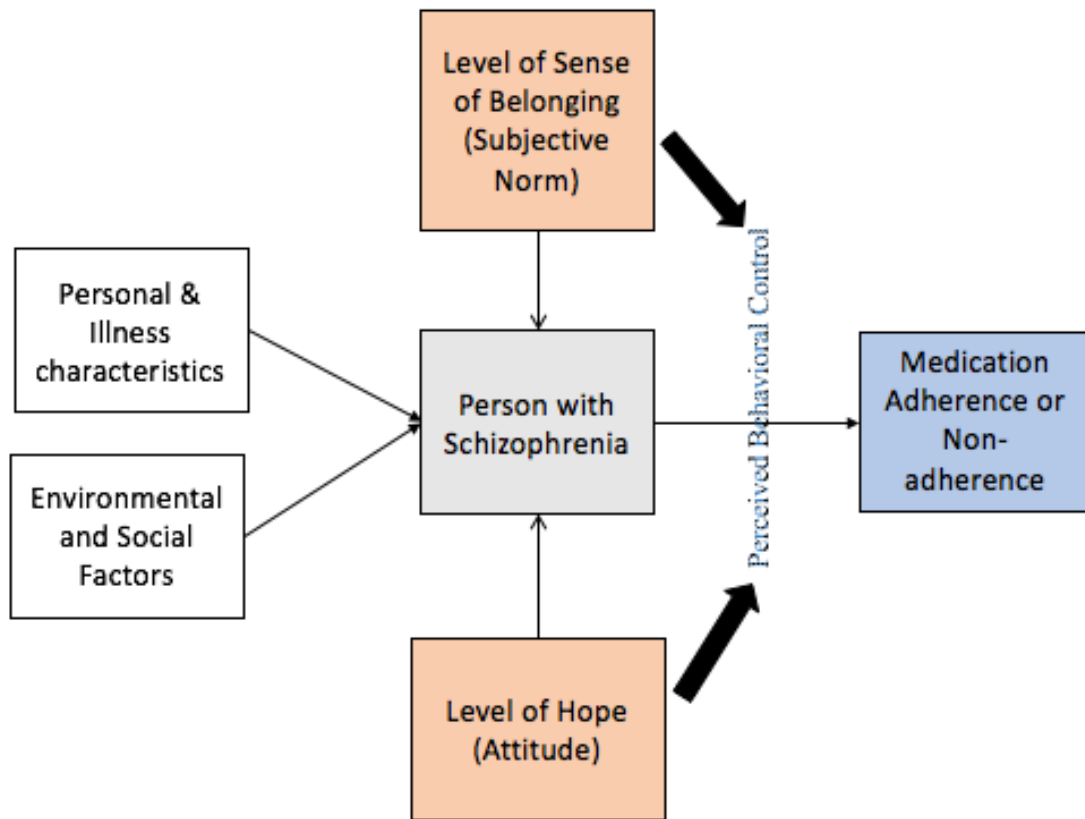 Level of Sense
of Belonging
(Subjective
Norm)
Personal &
Illness
characteristics
Environmental
and Social
Factors
Person with
Schizophrenia
Perceived Behavioral Control
Medication
Adherence or
Non-
adherence
Level of Hope
(Attitude)